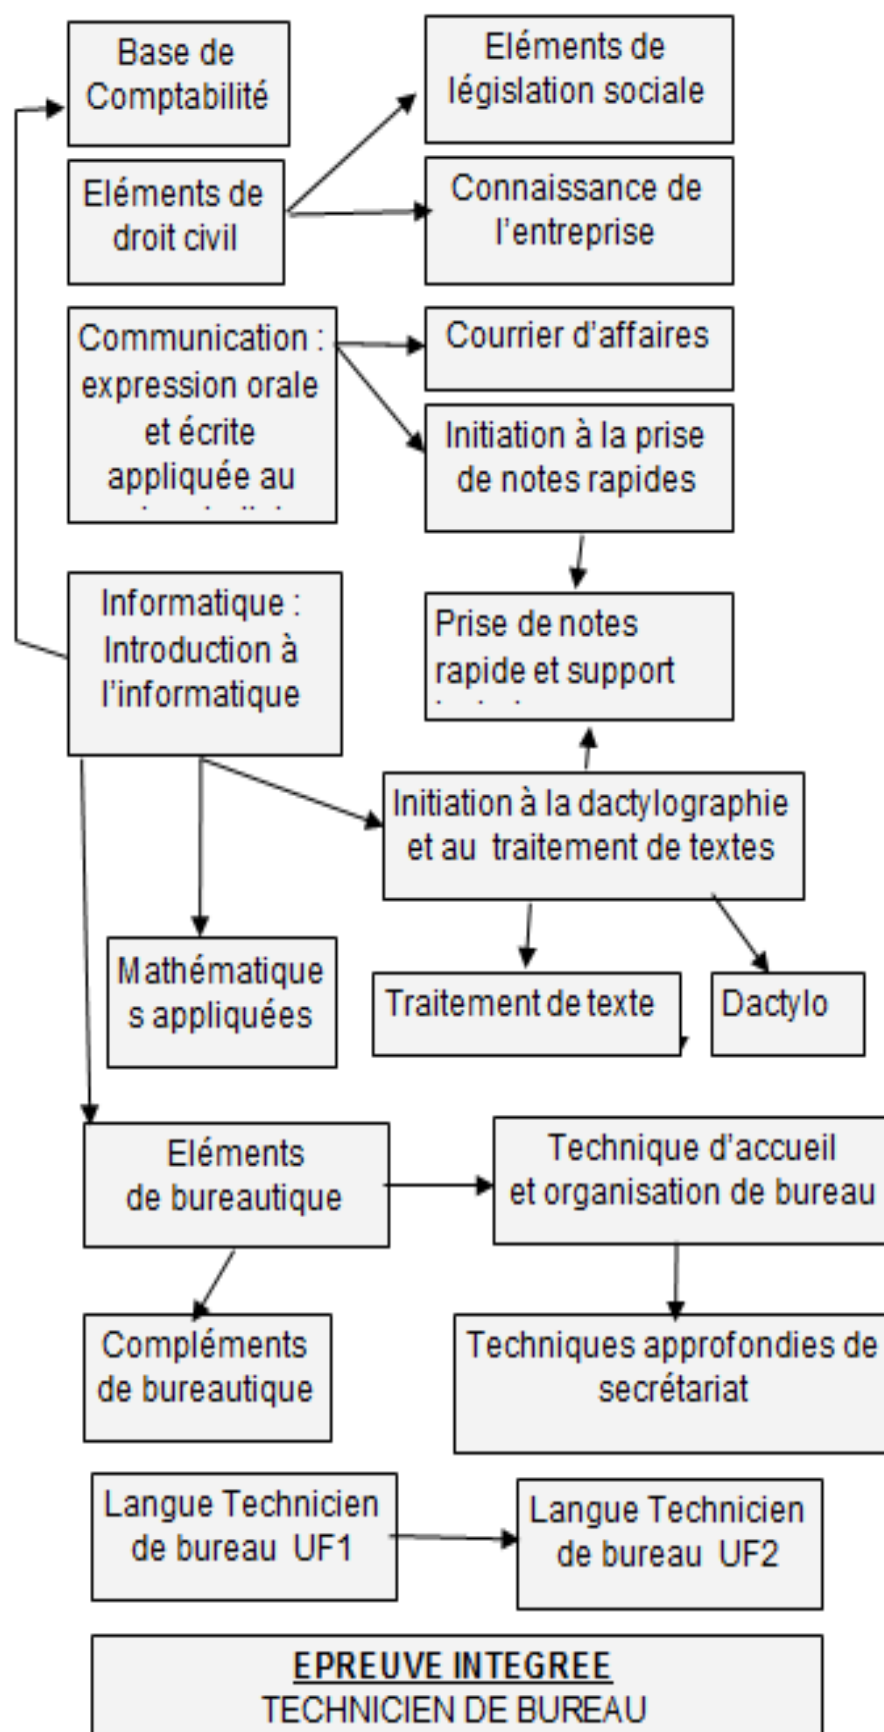 Base de
Comptabilité
Eléments de
législation sociale
Eléments de
droit civil
Connaissance de
l'entreprise
Communication :
expression orale
et écrite
appliquée au
Courrier d'affaires
Initiation à la prise
de notes rapides
Informatique :
Introduction à
l'informatique
Prise de notes
rapide et support
Initiation à la dactylographie
et au traitement de textes
Mathématique
s appliquées
Traitement de texte
Dactylo
Eléments
de bureautique
Technique d'accueil
et organisation de bureau
Compléments
de bureautique
Techniques approfondies de
secrétariat
Langue Technicien
de bureau UF1
Langue Technicien
de bureau UF2
EPREUVE INTEGREE
TECHNICIEN DE BUREAU